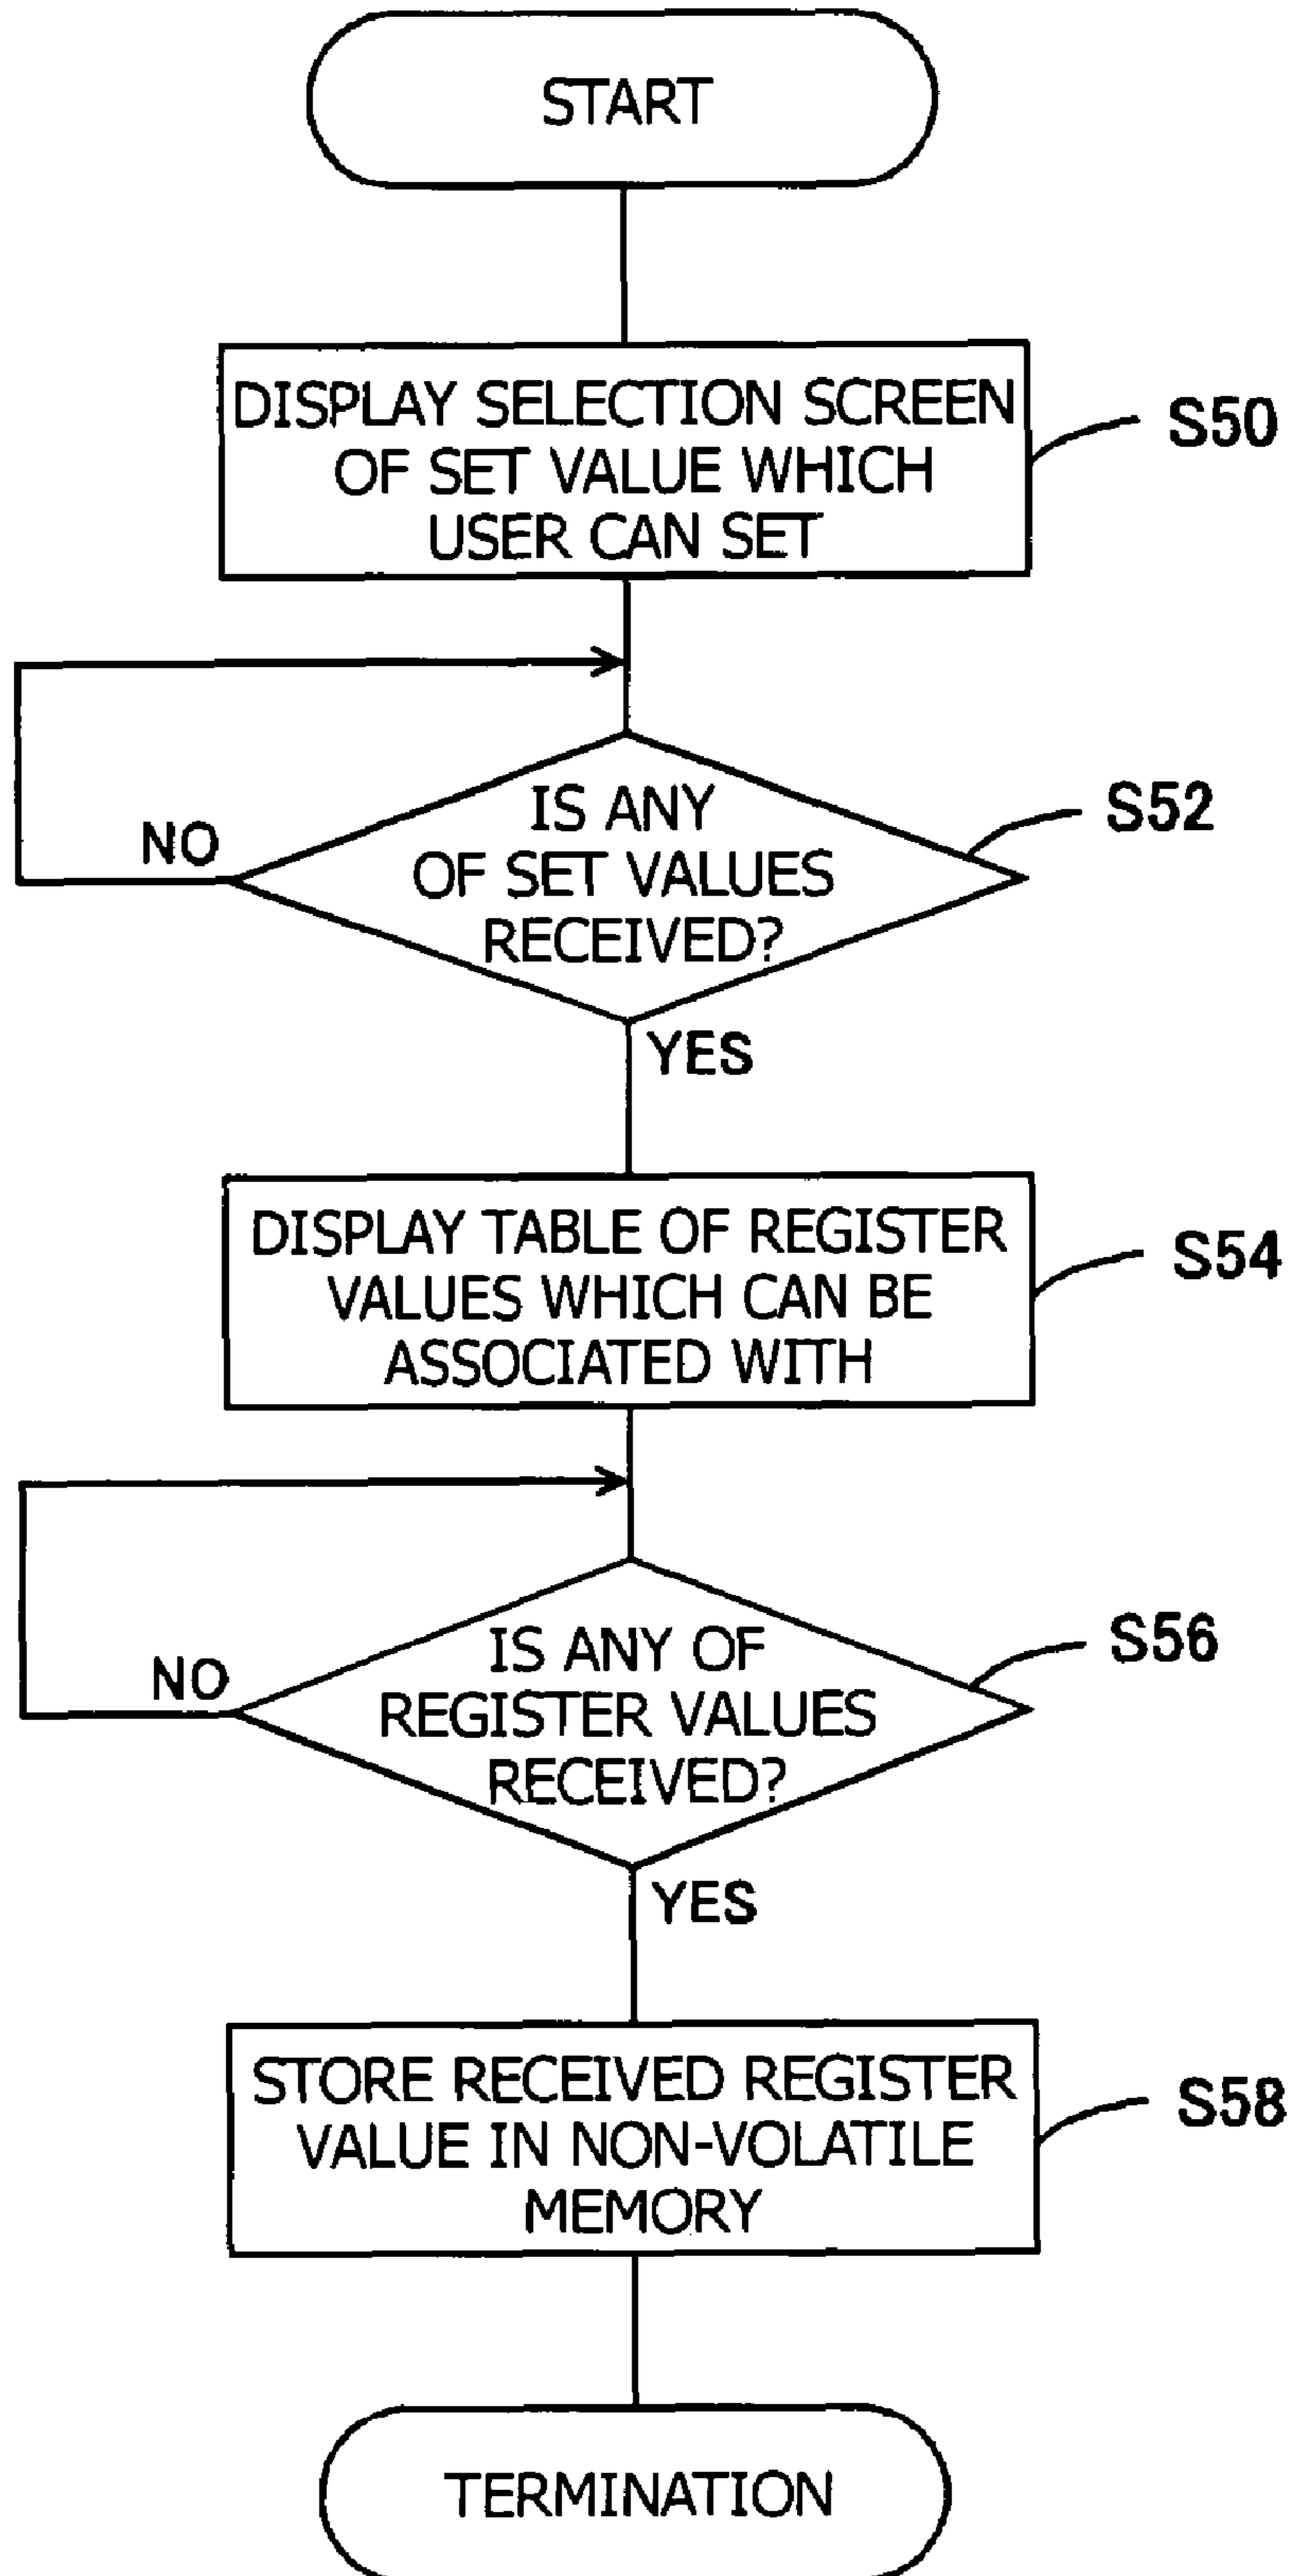 START
DISPLAY SELECTION SCREEN
OF SET VALUE WHICH
USER CAN SET
S50
IS ANY
OF SET VALUES
RECEIVED?
S52
NO
YES
DISPLAY TABLE OF REGISTER
VALUES WHICH CAN BE
ASSOCIATED WITH
S54
IS ANY OF
REGISTER VALUES
RECEIVED?
S56
NO
YES
STORE RECEIVED REGISTER
VALUE IN NON-VOLATILE
MEMORY
S58
TERMINATION